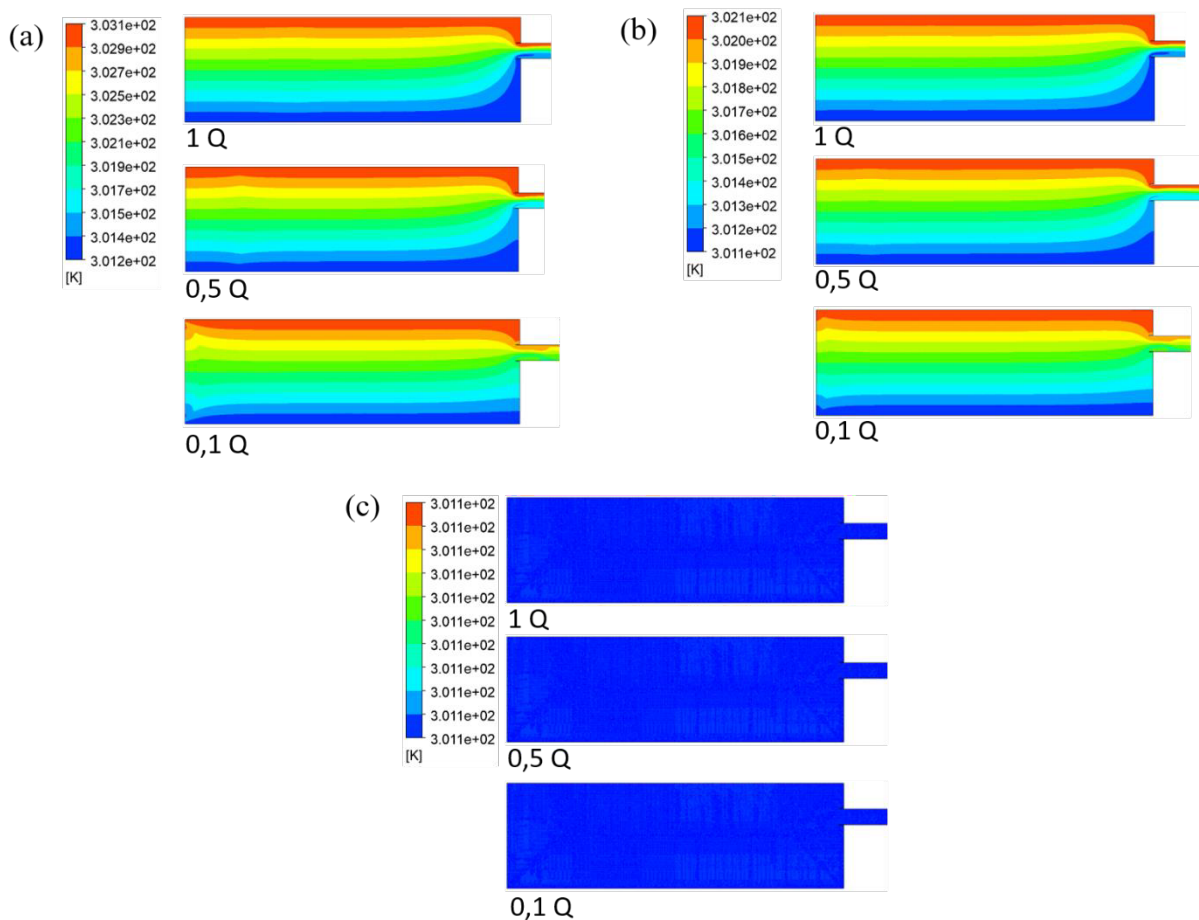 (a)
3.031e+02
3.029e+02
3.027e+02
3.025e+02
3.023e+02
3.021e+02
3.019e+02
3.017e+02
3.015e+02
3.014e+02
3.012e+02
[K]
1 Q
0,5 Q
0,1 Q
(b)
3.021e+02
3.020e+02
3.019e+02
3.018e+02
3.017e+02
3.016e+02
3.015e+02
3.014e+02
3.013e+02
3.012e+02
3.011e+02
[K]
1 Q
0,5 Q
0,1 Q
(c)
3.011e+02
3.011e+02
3.011e+02
3.011e+02
3.011e+02
3.011e+02
3.011e+02
3.011e+02
3.011e+02
3.011e+02
3.011e+02
[K]
1 Q
0,5 Q
0,1 Q